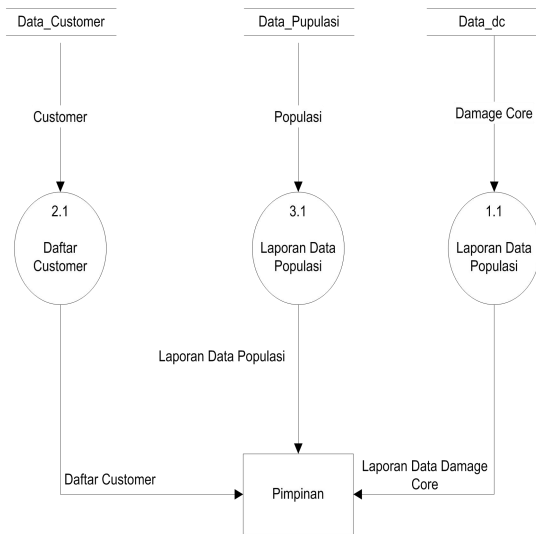 Data_Customer
Data_Pupulasi
Data_dc
Customer
Populasi
Damage Core
2.1
Daftar
Customer
3.1
Laporan Data
Populasi
1.1
Laporan Data
Populasi
Laporan Data Populasi
Daftar Customer
Pimpinan
Laporan Data Damage
Core